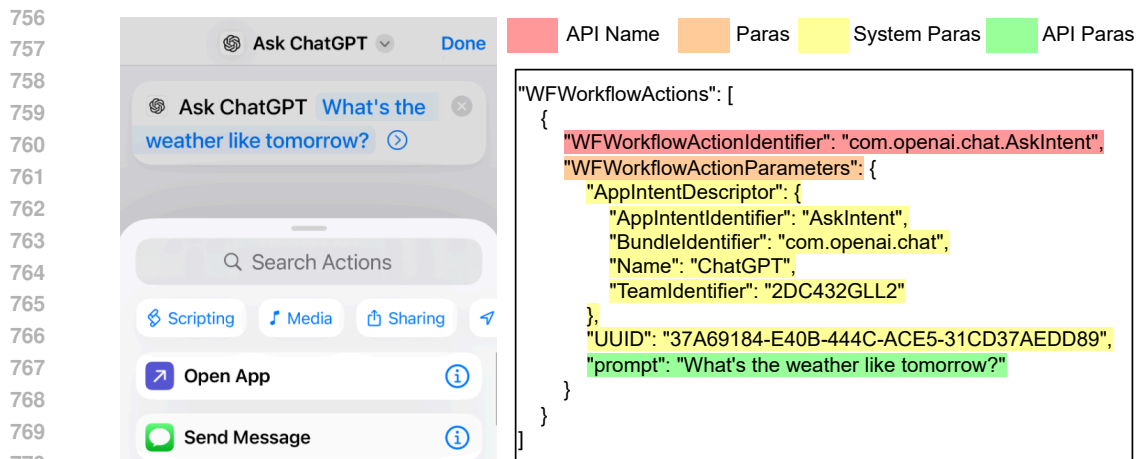 756
757
758
759
760
761
762
763
764
765
766
767
768
769
Ask ChatGPT
Done
Ask ChatGPT What's the
weather like tomorrow?
Search Actions
Scripting
Media
Sharing
Open App
Send Message
API Name
Paras
System Paras
API Paras
"WFWorkflowActions": [
{
"WFWorkflowActionIdentifier": "com.openai.chat.AskIntent",
"WFWorkflowActionParameters": {
"AppIntentDescriptor": {
"AppIntentIdentifier": "AskIntent",
"BundleIdentifier": "com.openai.chat",
"Name": "ChatGPT",
"TeamIdentifier": "2DC432GLL2"
},
"UUID": "37A69184-E40B-444C-ACE5-31CD37AEDD89",
"prompt": "What's the weather like tomorrow?"
}
}
]